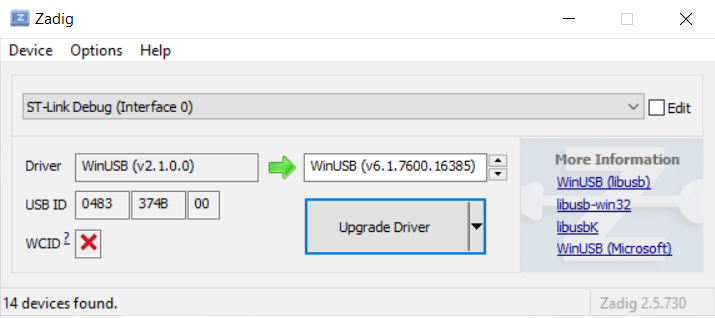 Zadig
Device Options Help
ST-Link Debug (Interface 0)
Edit
Driver WinUSB (v2.1.0.0) WinUSB (v6.1.7600.16385)
USB ID 0483 374B 00
WCID ?
Upgrade Driver
More Information
WinUSB (libusb)
libusb-win32
libusbK
WinUSB (Microsoft)
14 devices found.
Zadig 2.5.730